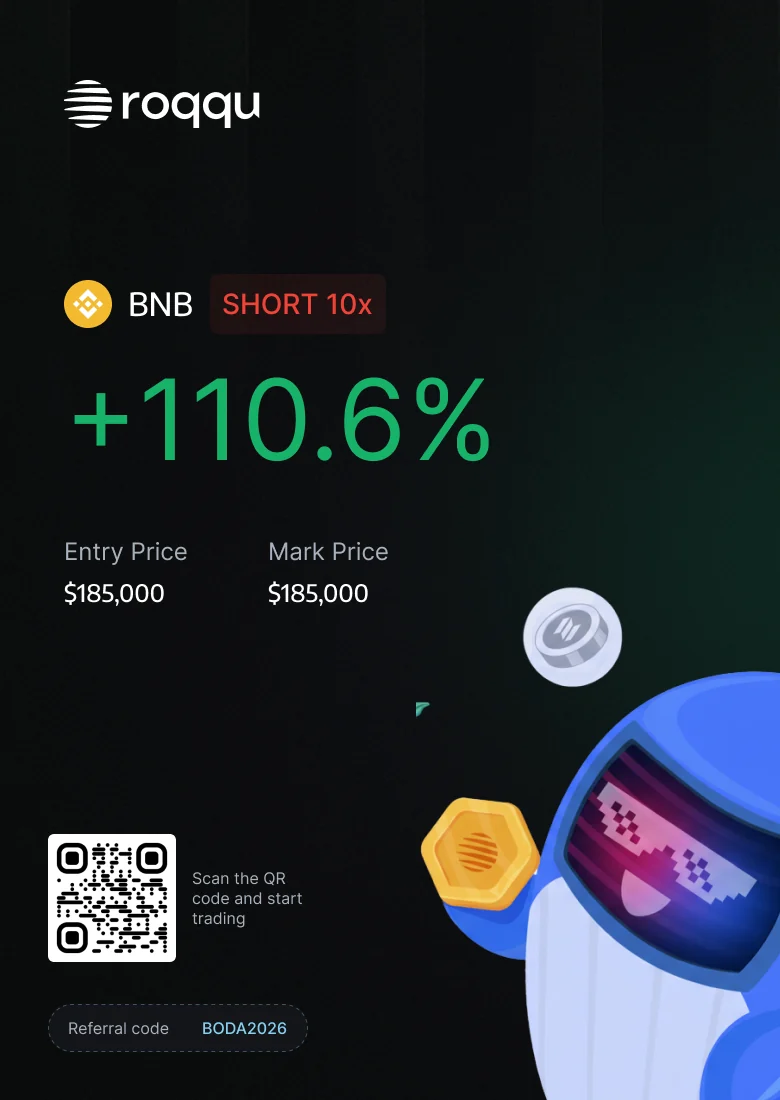 roqqu
BNB SHORT 10x
+110.6%
Entry Price Mark Price
$185,000 $185,000
Scan the QR
code and start
trading
Referral code BODA2026